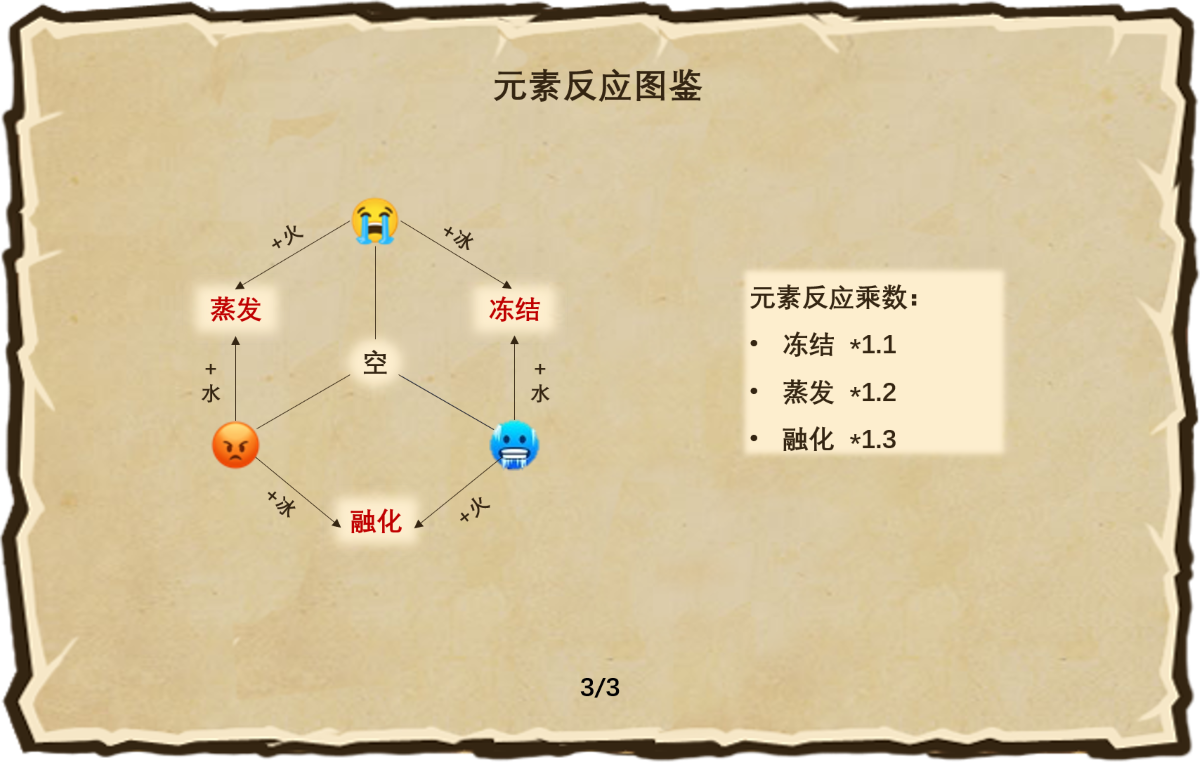 元素反应图鉴
+火
+冰
蒸发
冻结
空
+
水
+
水
+冰
融化
+火
元素反应乘数：
• 冻结 *1.1
• 蒸发 *1.2
• 融化 *1.3
3/3